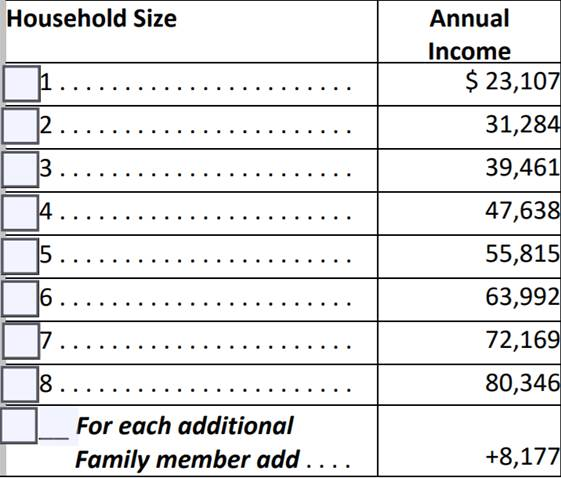 Household Size Annual
Income
1 . . . . . . . . . . . . . . . . . . . . . . . $ 23,107
2 . . . . . . . . . . . . . . . . . . . . . . . 31,284
3 . . . . . . . . . . . . . . . . . . . . . . . 39,461
4 . . . . . . . . . . . . . . . . . . . . . . . 47,638
5 . . . . . . . . . . . . . . . . . . . . . . . 55,815
6 . . . . . . . . . . . . . . . . . . . . . . . 63,992
7 . . . . . . . . . . . . . . . . . . . . . . . 72,169
8 . . . . . . . . . . . . . . . . . . . . . . . 80,346
__ For each additional
Family member add . . . . +8,177